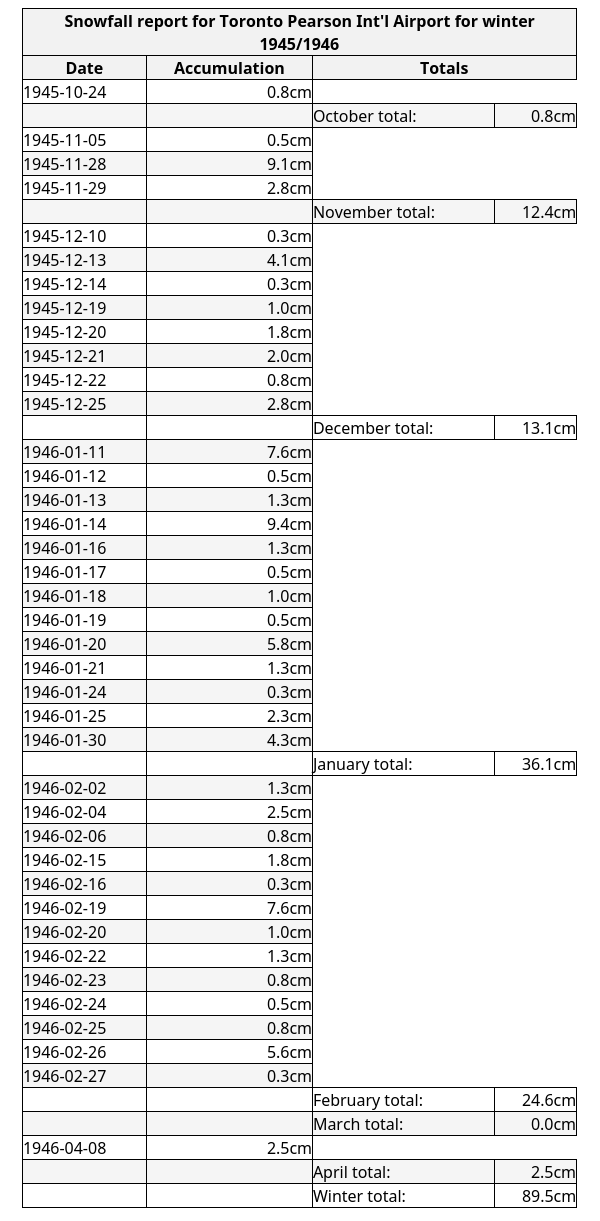 Snowfall report for Toronto Pearson Int'l Airport for winter
1945/1946
Date Accumulation Totals
1945-10-24 0.8cm
October total: 0.8cm
1945-11-05 0.5cm
1945-11-28 9.1cm
1945-11-29 2.8cm
November total: 12.4cm
1945-12-10 0.3cm
1945-12-13 4.1cm
1945-12-14 0.3cm
1945-12-19 1.0cm
1945-12-20 1.8cm
1945-12-21 2.0cm
1945-12-22 0.8cm
1945-12-25 2.8cm
December total: 13.1cm
1946-01-11 7.6cm
1946-01-12 0.5cm
1946-01-13 1.3cm
1946-01-14 9.4cm
1946-01-16 1.3cm
1946-01-17 0.5cm
1946-01-18 1.0cm
1946-01-19 0.5cm
1946-01-20 5.8cm
1946-01-21 1.3cm
1946-01-24 0.3cm
1946-01-25 2.3cm
1946-01-30 4.3cm
January total: 36.1cm
1946-02-02 1.3cm
1946-02-04 2.5cm
1946-02-06 0.8cm
1946-02-15 1.8cm
1946-02-16 0.3cm
1946-02-19 7.6cm
1946-02-20 1.0cm
1946-02-22 1.3cm
1946-02-23 0.8cm
1946-02-24 0.5cm
1946-02-25 0.8cm
1946-02-26 5.6cm
1946-02-27 0.3cm
February total: 24.6cm
March total: 0.0cm
1946-04-08 2.5cm
April total: 2.5cm
Winter total: 89.5cm